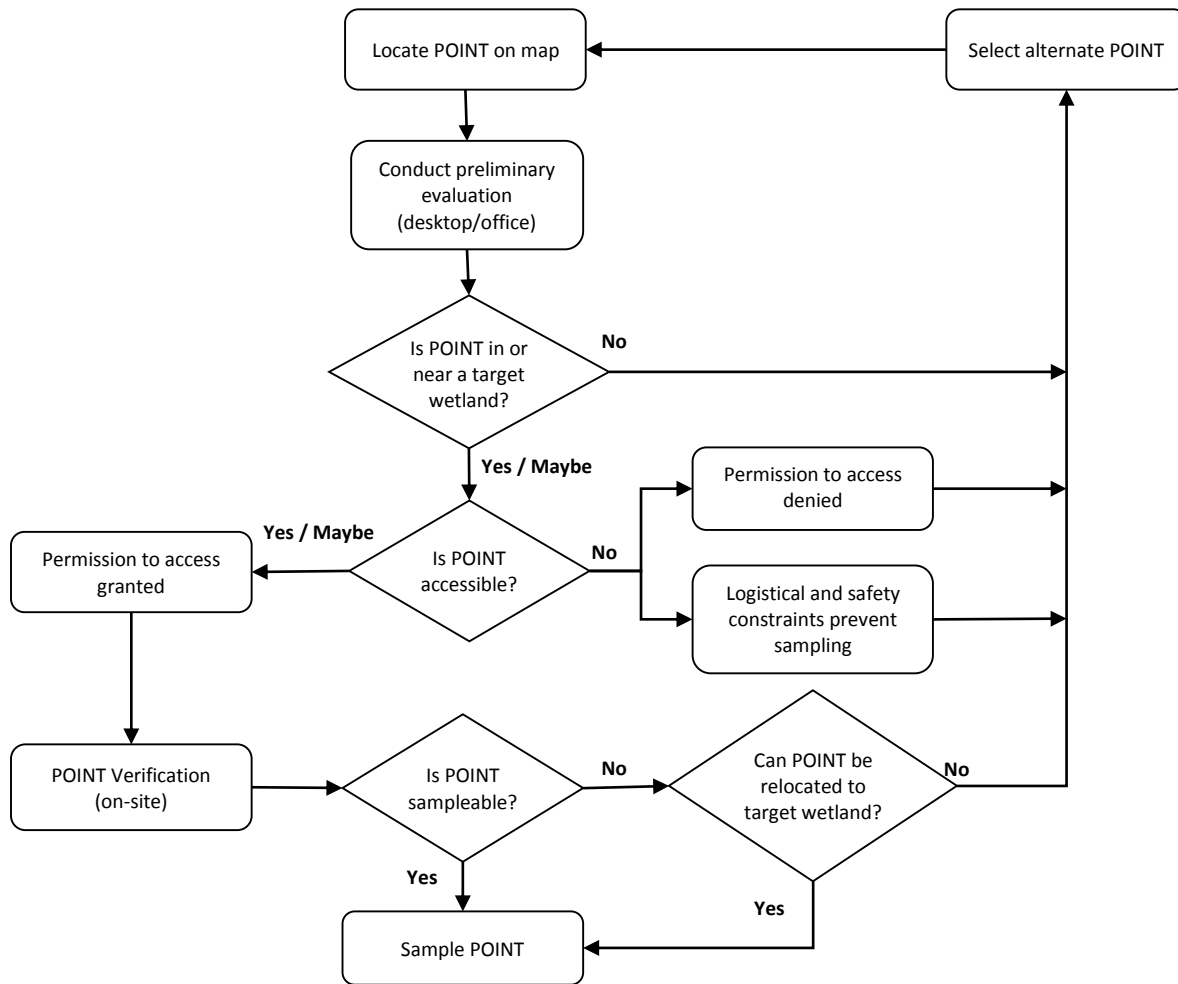 Locate POINT on map
Select alternate POINT
Conduct preliminary
evaluation
(desktop/office)
Is POINT in or
near a target
wetland?
No
Yes / Maybe
Permission to access
denied
Yes / Maybe
Is POINT
accessible?
No
Permission to access
granted
Logistical and safety
constraints prevent
sampling
POINT Verification
(on-site)
Is POINT
sampleable?
No
Can POINT be
relocated to
target wetland?
No
Yes
Yes
Sample POINT